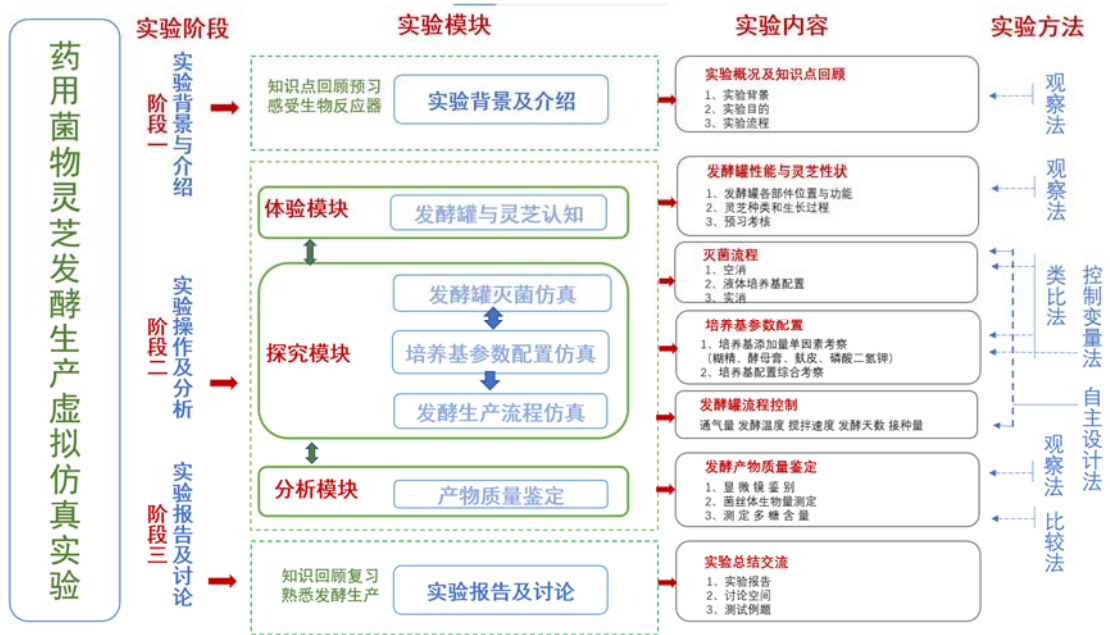 药用菌物灵芝发酵生产虚拟仿真实验
实验阶段
实验模块
实验内容
实验方法
阶段一
实验背景与介绍
知识点回顾预习
感受生物反应器
实验背景及介绍
实验概况及知识点回顾
1、实验背景
2、实验目的
3、实验流程
观察法
阶段二
实验操作及分析
体验模块
发酵罐与灵芝认知
发酵罐性能与灵芝性状
1、发酵罐各部件位置与功能
2、灵芝种类和生长过程
3、预习考核
观察法
探究模块
发酵罐灭菌仿真
培养基参数配置仿真
发酵生产流程仿真
灭菌流程
1、空消
2、液体培养基配置
3、实消
培养基参数配置
1、培养基添加量单因素考察
（糊精、酵母膏、麸皮、磷酸二氢钾）
2、培养基配置综合考察
发酵罐流程控制
通气量 发酵温度 搅拌速度 发酵天数 接种量
类比法
控制变量法
自主设计法
分析模块
产物质量鉴定
发酵产物质量鉴定
1、显 微 镜 鉴 别
2、菌丝体生物量测定
3、测 定 多 糖 含 量
观察法
比较法
阶段三
实验报告及讨论
知识回顾复习
熟悉发酵生产
实验报告及讨论
实验总结交流
1、实验报告
2、讨论空间
3、测试例题